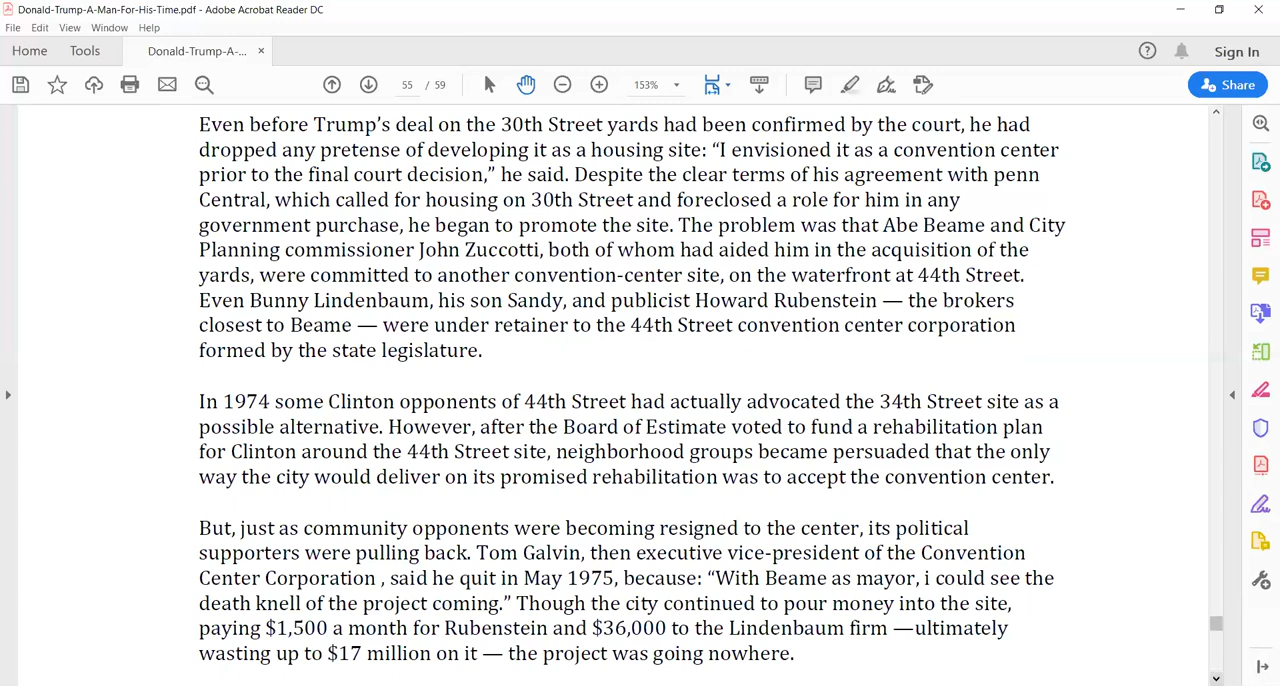 Donald-Trump-A-Man-For-His-Time.pdf - Adobe Acrobat Reader DC
File Edit View Window Help
Home Tools Donald-Trump-A-... × Sign In
55 / 59 153% Share
Even before Trump’s deal on the 30th Street yards had been confirmed by the court, he had
dropped any pretense of developing it as a housing site: “I envisioned it as a convention center
prior to the final court decision,” he said. Despite the clear terms of his agreement with penn
Central, which called for housing on 30th Street and foreclosed a role for him in any
government purchase, he began to promote the site. The problem was that Abe Beame and City
Planning commissioner John Zuccotti, both of whom had aided him in the acquisition of the
yards, were committed to another convention-center site, on the waterfront at 44th Street.
Even Bunny Lindenbaum, his son Sandy, and publicist Howard Rubenstein — the brokers
closest to Beame — were under retainer to the 44th Street convention center corporation
formed by the state legislature.
In 1974 some Clinton opponents of 44th Street had actually advocated the 34th Street site as a
possible alternative. However, after the Board of Estimate voted to fund a rehabilitation plan
for Clinton around the 44th Street site, neighborhood groups became persuaded that the only
way the city would deliver on its promised rehabilitation was to accept the convention center.
But, just as community opponents were becoming resigned to the center, its political
supporters were pulling back. Tom Galvin, then executive vice-president of the Convention
Center Corporation , said he quit in May 1975, because: “With Beame as mayor, i could see the
death knell of the project coming.” Though the city continued to pour money into the site,
paying $1,500 a month for Rubenstein and $36,000 to the Lindenbaum firm —ultimately
wasting up to $17 million on it — the project was going nowhere.